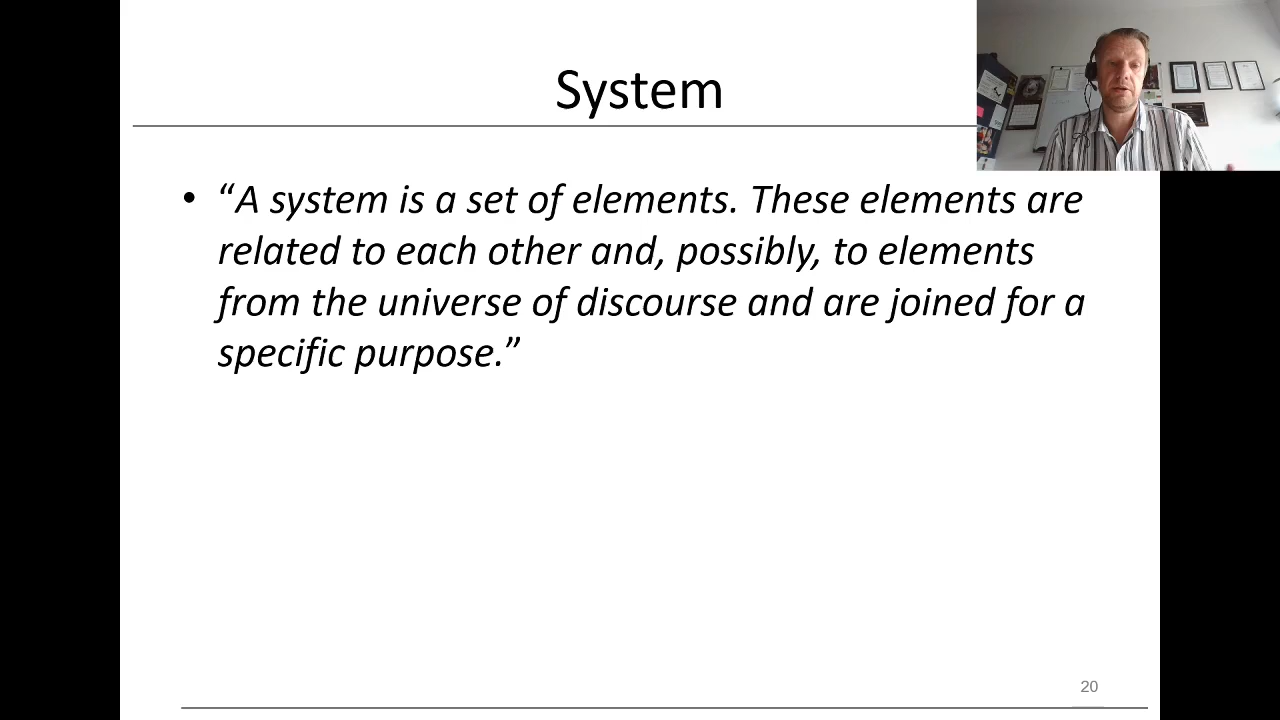 System
• “A system is a set of elements. These elements are
related to each other and, possibly, to elements
from the universe of discourse and are joined for a
specific purpose.”
20